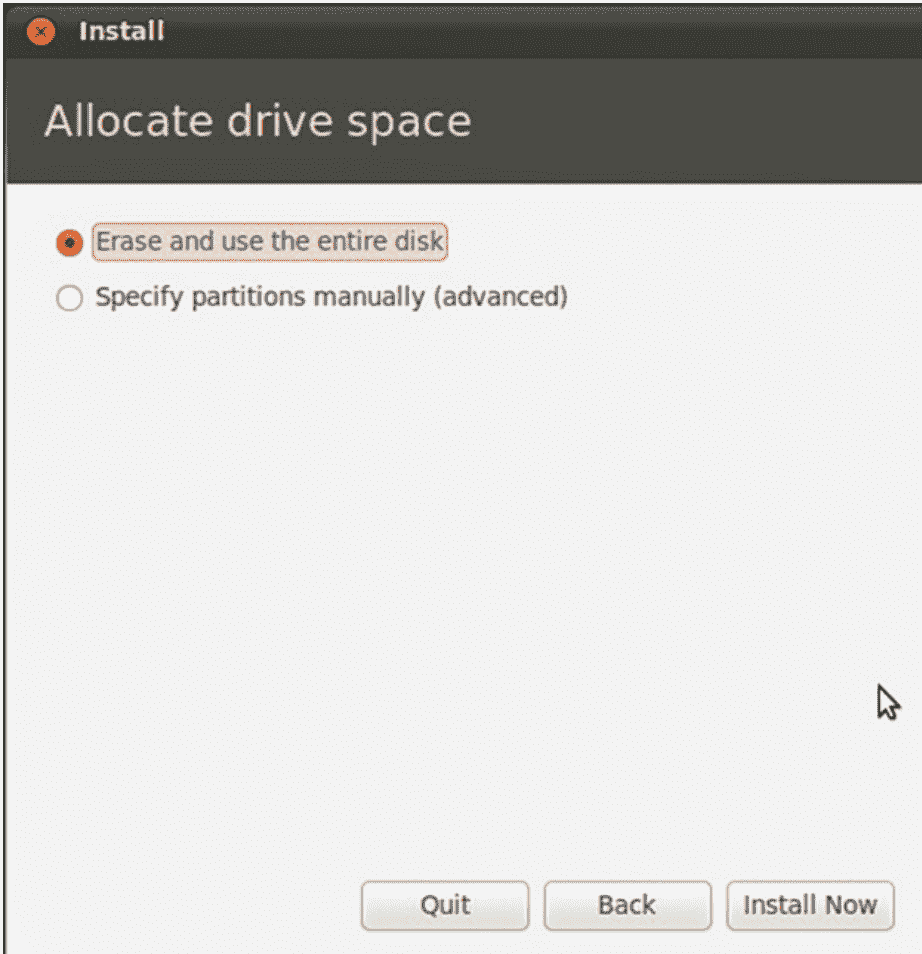 Install
Allocate drive space
Erase and use the entire disk
Specify partitions manually (advanced)
Quit Back Install Now